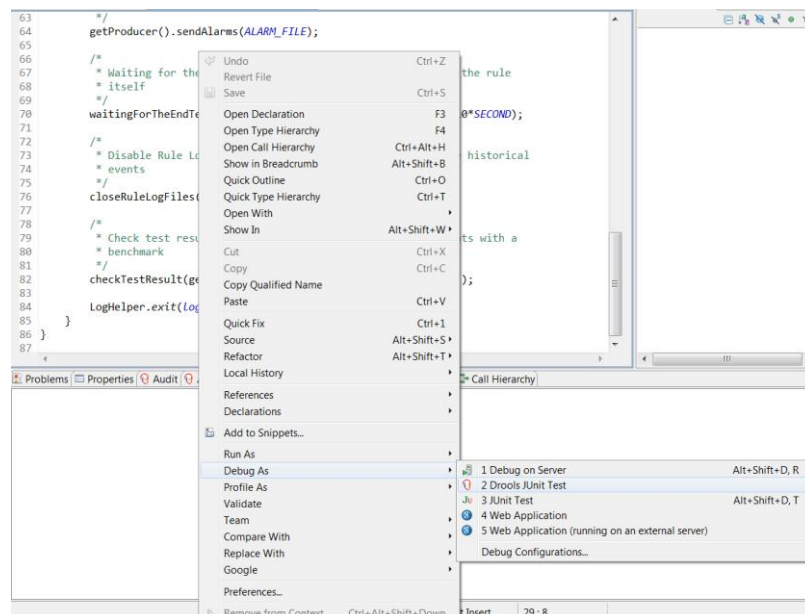 63 */
64 getProducer().sendAlarms(ALARM_FILE);
65
66 /*
67 * Waiting for the the rule
68 * itself
69 */
70 waitingForTheEndTe 0*SECOND);
71
72 /*
73 * Disable Rule Lo historical
74 * events
75 */
76 closeRuleLogFiles(
77
78 /*
79 * Check test resu ts with a
80 * benchmark
81 */
82 checkTestResult(ge );
83
84 LogHelper.exit(log
85 }
86 }
87
Undo Ctrl+Z
Revert File
Save Ctrl+S
Open Declaration F3
Open Type Hierarchy F4
Open Call Hierarchy Ctrl+Alt+H
Show in Breadcrumb Alt+Shift+B
Quick Outline Ctrl+O
Quick Type Hierarchy Ctrl+T
Open With
Show In Alt+Shift+W
Cut Ctrl+X
Copy Ctrl+C
Copy Qualified Name
Paste Ctrl+V
Quick Fix Ctrl+1
Source Alt+Shift+S
Refactor Alt+Shift+T
Local History
References
Declarations
Add to Snippets...
Run As
Debug As
Profile As
Validate
Team
Compare With
Replace With
Google
Preferences...
Remove from Context Ctrl+Alt+Shift+Down
Problems Properties Audit Call Hierarchy
1 Debug on Server Alt+Shift+D, R
2 Drools JUnit Test
3 JUnit Test Alt+Shift+D, T
4 Web Application
5 Web Application (running on an external server)
Debug Configurations...
t Insert 29 : 8